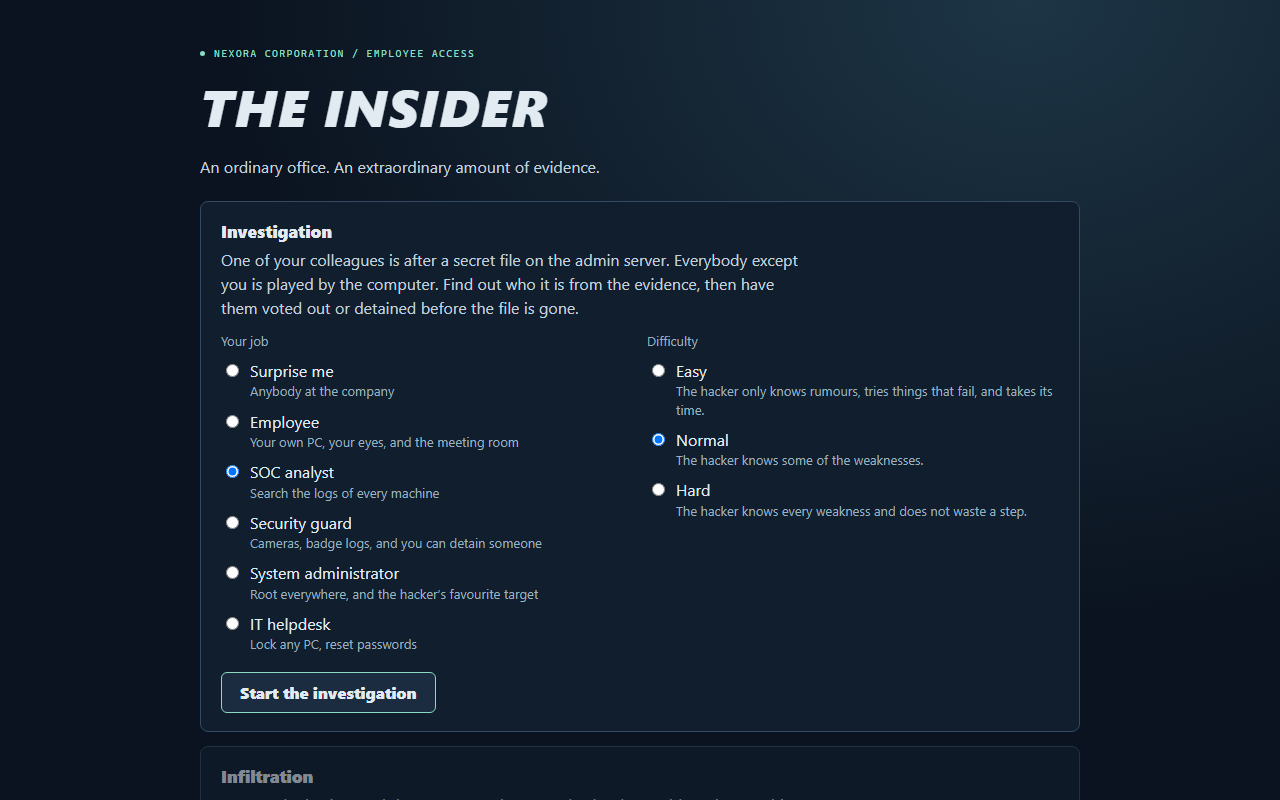 NEXORA CORPORATION / EMPLOYEE ACCESS
THE INSIDER
An ordinary office. An extraordinary amount of evidence.
Investigation
One of your colleagues is after a secret file on the admin server. Everybody except
you is played by the computer. Find out who it is from the evidence, then have
them voted out or detained before the file is gone.
Your job
Surprise me
Anybody at the company
Employee
Your own PC, your eyes, and the meeting room
SOC analyst
Search the logs of every machine
Security guard
Cameras, badge logs, and you can detain someone
System administrator
Root everywhere, and the hacker's favourite target
IT helpdesk
Lock any PC, reset passwords
Difficulty
Easy
The hacker only knows rumours, tries things that fail, and takes its
time.
Normal
The hacker knows some of the weaknesses.
Hard
The hacker knows every weakness and does not waste a step.
Start the investigation
Infiltration